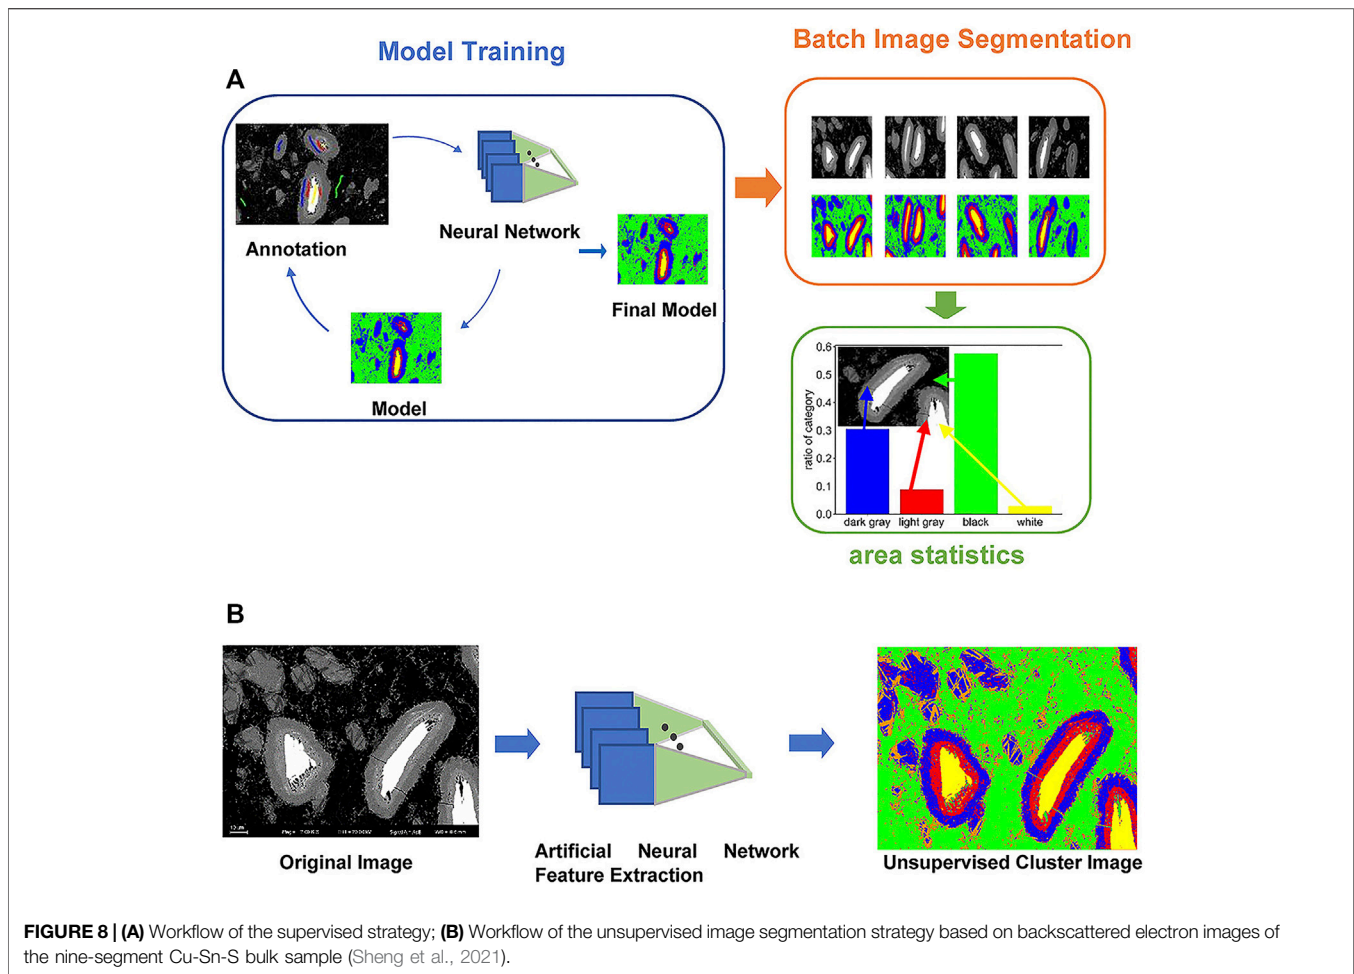 Model Training
Batch Image Segmentation
A
Annotation
Neural Network
Final Model
Model
0.6
0.5
0.4
0.3
0.2
0.1
0.0
ratio of category
dark gray light gray black white
area statistics
B
10 μm
Original Image
Artificial Neural Network
Feature Extraction
Unsupervised Cluster Image
FIGURE 8 | (A) Workflow of the supervised strategy; (B) Workflow of the unsupervised image segmentation strategy based on backscattered electron images of
the nine-segment Cu-Sn-S bulk sample (Sheng et al., 2021).